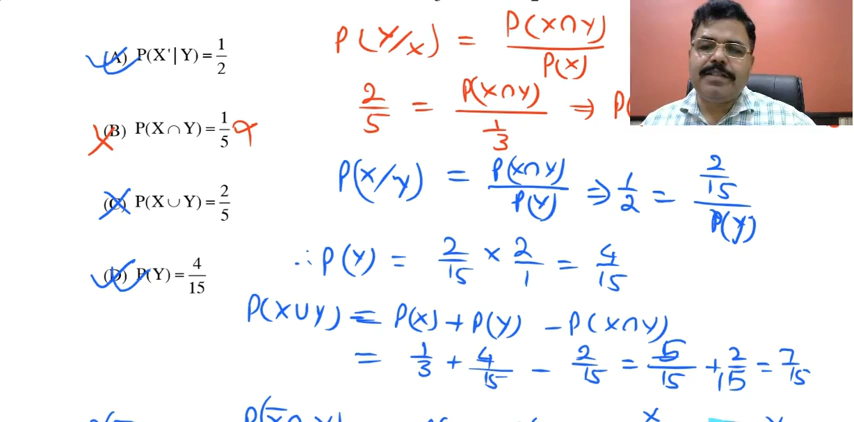 (A) P(X'|Y) = 1/2
(B) P(X∩Y) = 1/5
(C) P(X∪Y) = 2/5
(D) P(Y) = 4/15
P(Y/X) = P(X∩Y)/P(X)
2/5 = P(X∩Y)/(1/3) ⇒ P(
P(X/Y) = P(X∩Y)/P(Y) ⇒ 1/2 = (2/15)/P(Y)
∴ P(Y) = 2/15 × 2/1 = 4/15
P(X∪Y) = P(X) + P(Y) - P(X∩Y)
= 1/3 + 4/15 - 2/15 = 5/15 + 2/15 = 7/15